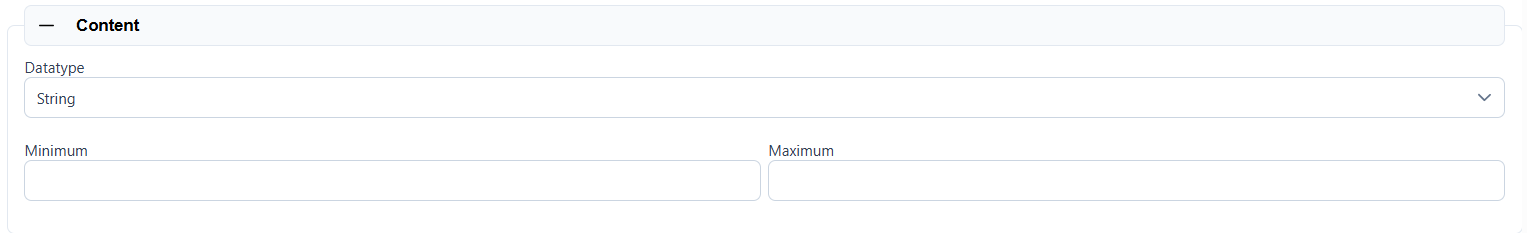 Content
Datatype
String
Minimum Maximum